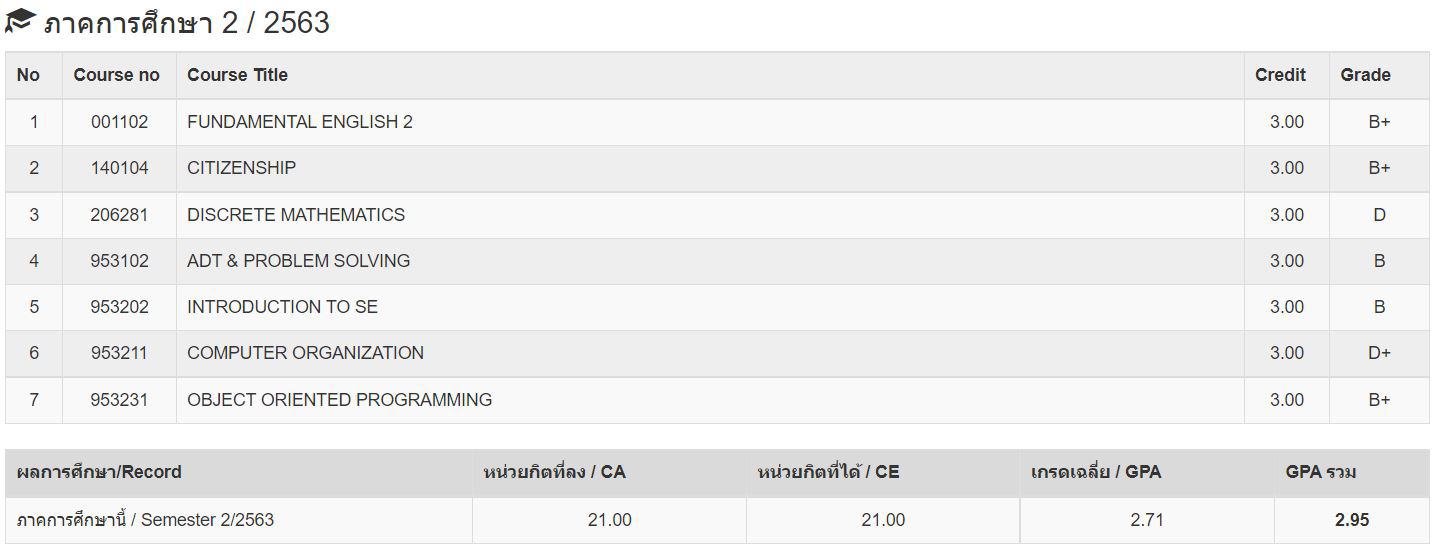 ภาคการศึกษา 2 / 2563
No Course no Course Title Credit Grade
1 001102 FUNDAMENTAL ENGLISH 2 3.00 B+
2 140104 CITIZENSHIP 3.00 B+
3 206281 DISCRETE MATHEMATICS 3.00 D
4 953102 ADT & PROBLEM SOLVING 3.00 B
5 953202 INTRODUCTION TO SE 3.00 B
6 953211 COMPUTER ORGANIZATION 3.00 D+
7 953231 OBJECT ORIENTED PROGRAMMING 3.00 B+
ผลการศึกษา/Record หน่วยกิตที่ลง / CA หน่วยกิตที่ได้ / CE เกรดเฉลี่ย / GPA GPA รวม
ภาคการศึกษานี้ / Semester 2/2563 21.00 21.00 2.71 2.95